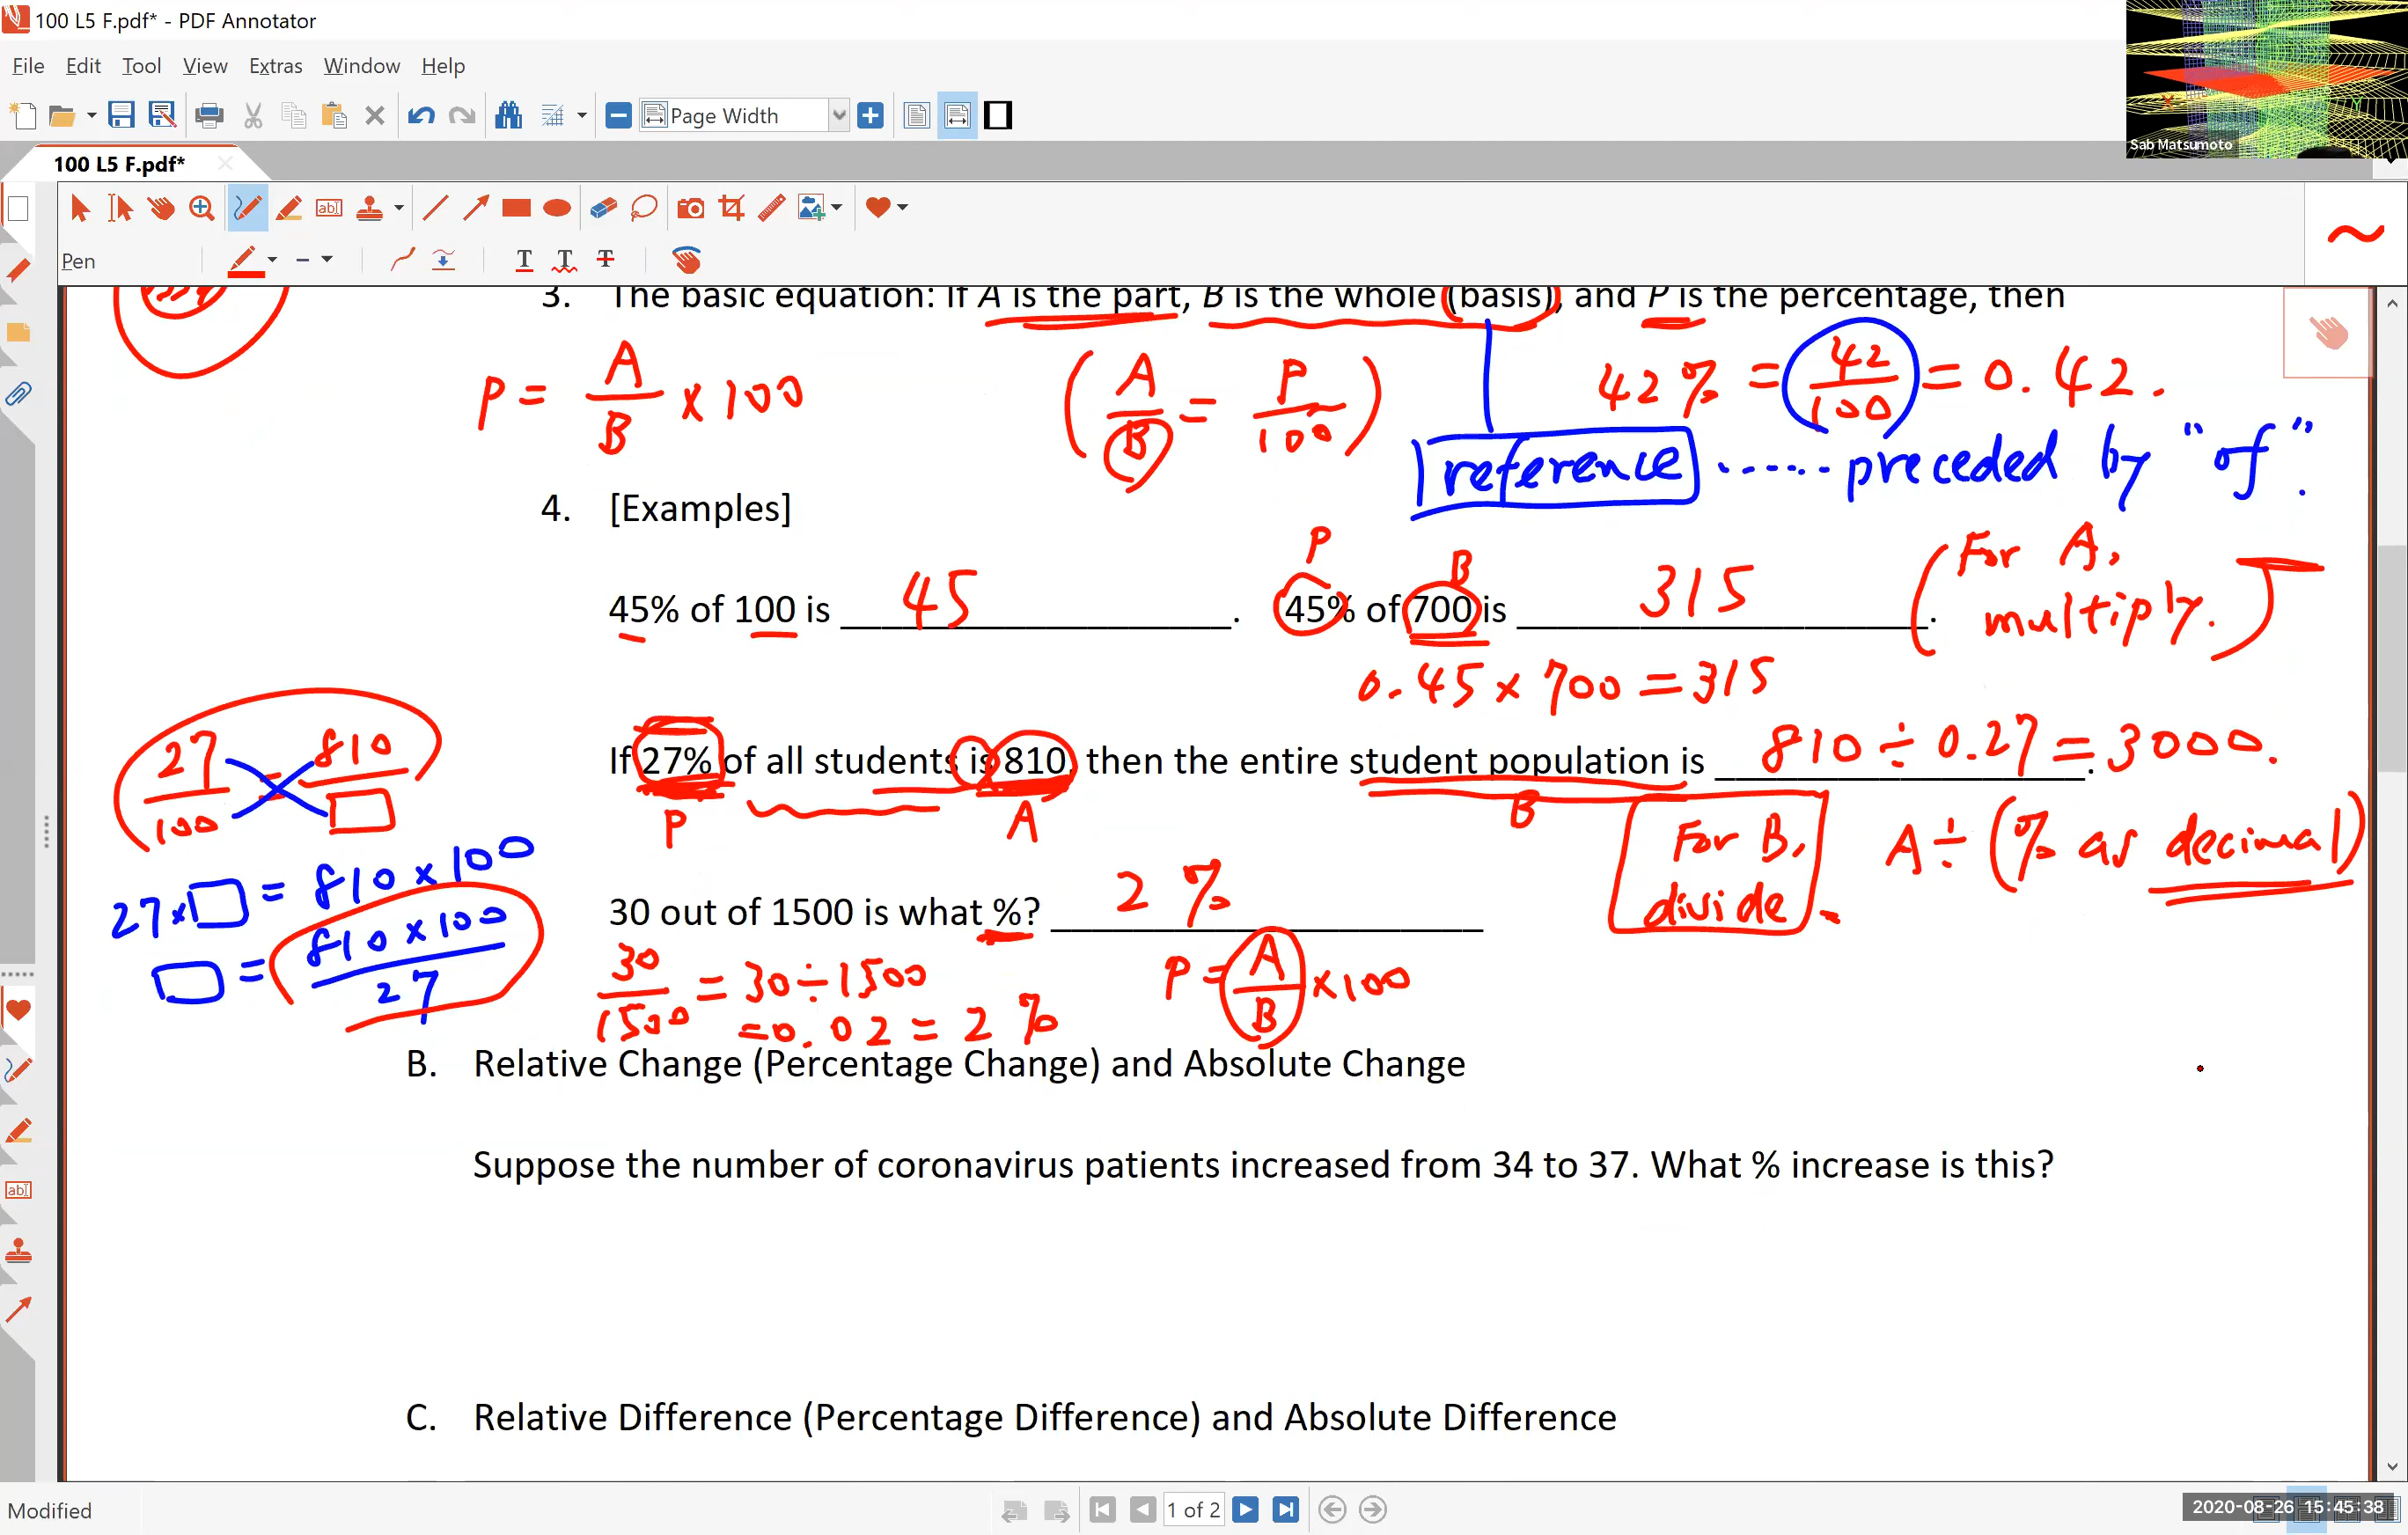 100 L5 F.pdf* - PDF Annotator
Sab Matsumoto
File Edit Tool View Extras Window Help
Page Width
100 L5 F.pdf*
Pen
3. The basic equation: If A is the part, B is the whole (basis), and P is the percentage, then
P = A/B × 100
(A/B = P/100)
42% = 42/100 = 0.42.
reference ...... preceded by "of".
4. [Examples]
P
B
45% of 100 is 45. 45% of 700 is 315.
(For A, multiply.)
0.45 × 700 = 315
27/100 = 810/□
If 27% of all students is 810, then the entire student population is 810 ÷ 0.27 = 3000.
P
A
B
For B, divide.
A ÷ (% as decimal)
27 × □ = 810 × 100
□ = 810 × 100/27
30 out of 1500 is what %? 2%
30/1500 = 30 ÷ 1500
= 0.02 = 2%
P = A/B × 100
B. Relative Change (Percentage Change) and Absolute Change
Suppose the number of coronavirus patients increased from 34 to 37. What % increase is this?
C. Relative Difference (Percentage Difference) and Absolute Difference
Modified
1 of 2
2020-08-26 15:45:38